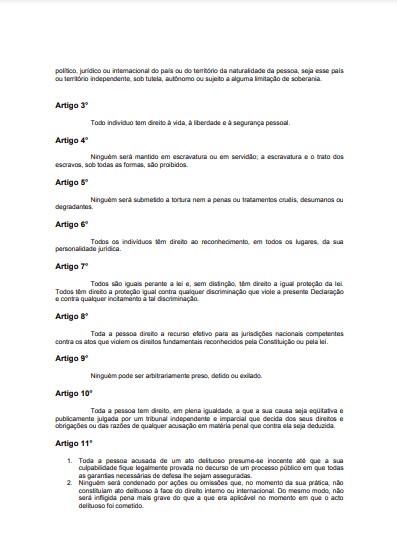 político, jurídico ou internacional do país ou do território da naturalidade da pessoa, seja esse país
ou território independente, sob tutela, autônomo ou sujeito a alguma limitação de soberania.
Artigo 3°
Todo indivíduo tem direito à vida, à liberdade e à segurança pessoal.
Artigo 4°
Ninguém será mantido em escravatura ou em servidão; a escravatura e o trato dos
escravos, sob todas as formas, são proibidos.
Artigo 5°
Ninguém será submetido a tortura nem a penas ou tratamentos cruéis, desumanos ou
degradantes.
Artigo 6°
Todos os indivíduos têm direito ao reconhecimento, em todos os lugares, da sua
personalidade jurídica.
Artigo 7°
Todos são iguais perante a lei e, sem distinção, têm direito a igual proteção da lei.
Todos têm direito a proteção igual contra qualquer discriminação que viole a presente Declaração
e contra qualquer incitamento a tal discriminação.
Artigo 8°
Toda a pessoa direito a recurso efetivo para as jurisdições nacionais competentes
contra os atos que violem os direitos fundamentais reconhecidos pela Constituição ou pela lei.
Artigo 9°
Ninguém pode ser arbitrariamente preso, detido ou exilado.
Artigo 10°
Toda a pessoa tem direito, em plena igualdade, a que a sua causa seja eqüitativa e
publicamente julgada por um tribunal independente e imparcial que decida dos seus direitos e
obrigações ou das razões de qualquer acusação em matéria penal que contra ela seja deduzida.
Artigo 11°
1. Toda a pessoa acusada de um ato delituoso presume-se inocente até que a sua
culpabilidade fique legalmente provada no decurso de um processo público em que todas
as garantias necessárias de defesa lhe sejam asseguradas.
2. Ninguém será condenado por ações ou omissões que, no momento da sua prática, não
constituíam ato delituoso à face do direito interno ou internacional. Do mesmo modo, não
será infligida pena mais grave do que a que era aplicável no momento em que o acto
delituoso foi cometido.